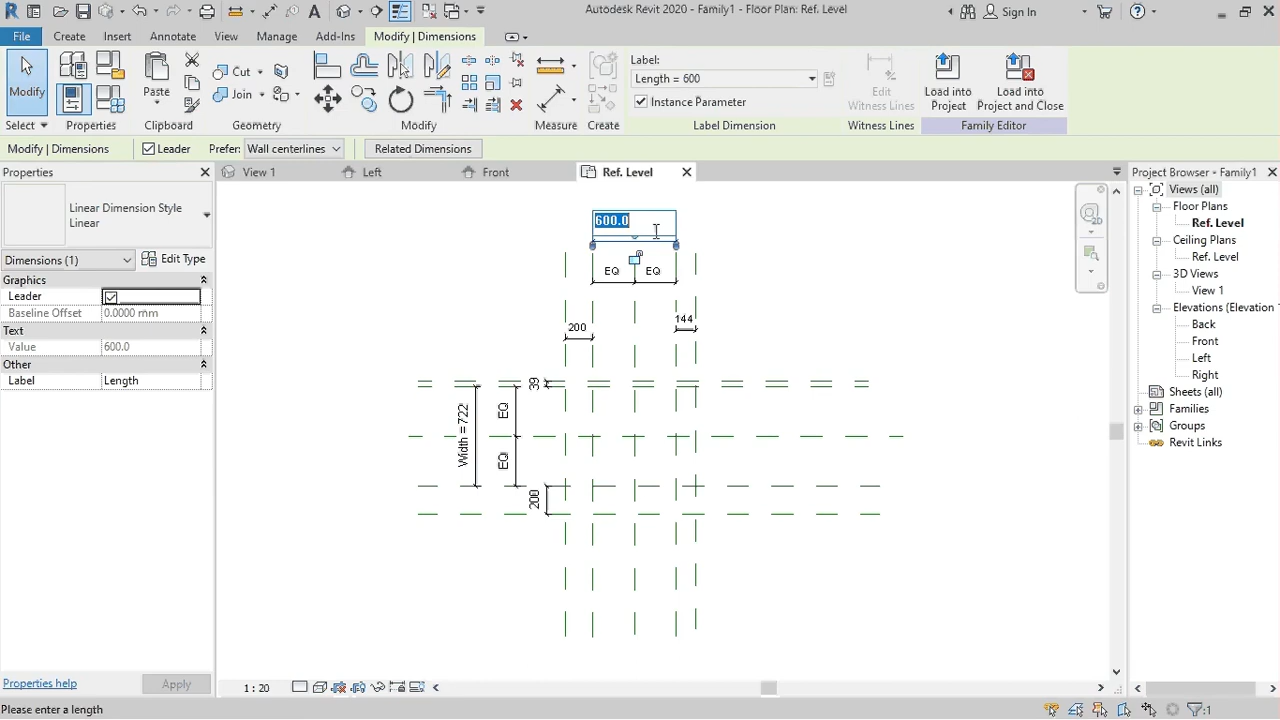 Autodesk Revit 2020 - Family1 - Floor Plan: Ref. Level
Sign In
File
Create
Insert
Annotate
View
Manage
Add-Ins
Modify | Dimensions
Modify
Select
Properties
Paste
Clipboard
Cut
Join
Geometry
Modify
Measure
Create
Label:
Length = 600
Instance Parameter
Label Dimension
Edit
Witness Lines
Witness Lines
Load into
Project
Load into
Project and Close
Family Editor
Modify | Dimensions
Leader
Prefer:
Wall centerlines
Related Dimensions
Properties
View 1
Left
Front
Ref. Level
Project Browser - Family1
Linear Dimension Style
Linear
Dimensions (1)
Edit Type
Graphics
Leader
Baseline Offset
0.0000 mm
Text
Value
600.0
Other
Label
Length
Properties help
Apply
600.0
EQ
EQ
200
144
39
Width = 722
EQ
EQ
200
2D
Views (all)
Floor Plans
Ref. Level
Ceiling Plans
Ref. Level
3D Views
View 1
Elevations (Elevation
Back
Front
Left
Right
Sheets (all)
Families
Groups
Revit Links
1 : 20
Please enter a length
:1